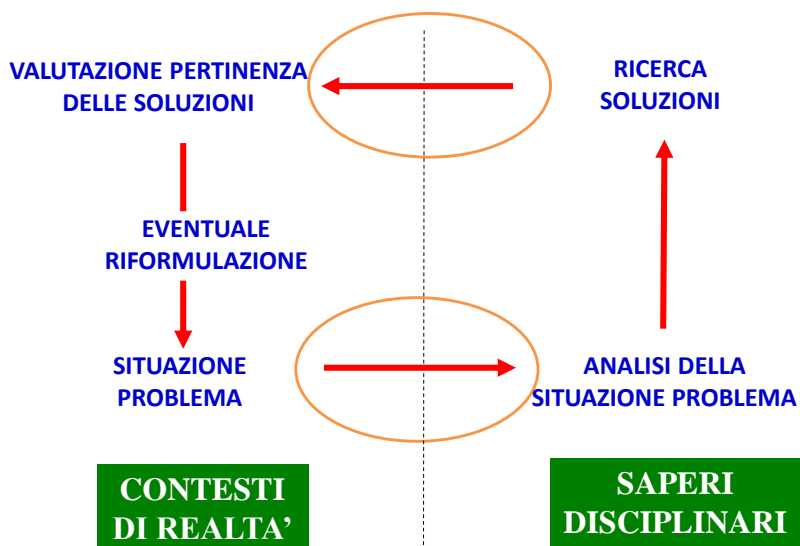 VALUTAZIONE PERTINENZA
DELLE SOLUZIONI
RICERCA
SOLUZIONI
EVENTUALE
RIFORMULAZIONE
SITUAZIONE
PROBLEMA
ANALISI DELLA
SITUAZIONE PROBLEMA
CONTESTI
DI REALTA’
SAPERI
DISCIPLINARI